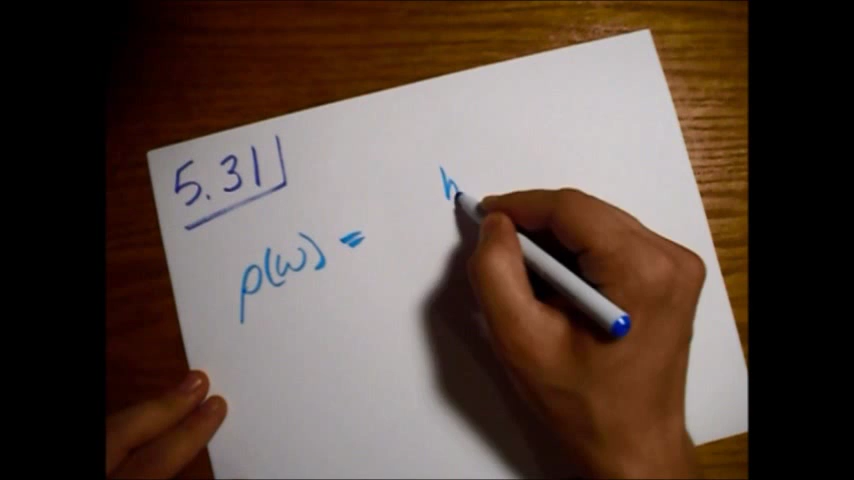 5.31
ρ(ω) = h